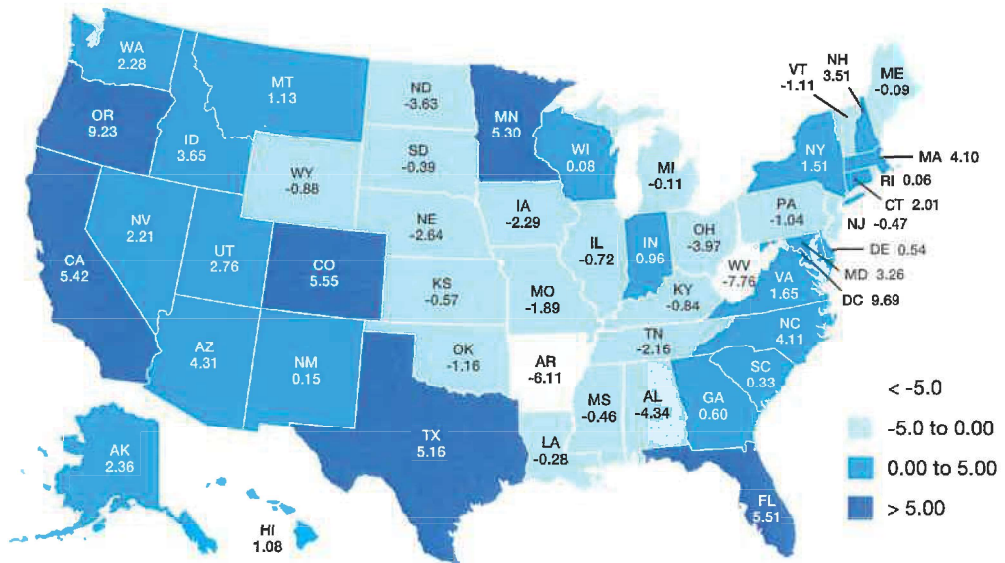 WA
2.28
OR
9.23
CA
5.42
ID
3.65
NV
2.21
MT
1.13
WY
-0.88
UT
2.76
CO
5.55
AZ
4.31
NM
0.15
ND
-3.63
SD
-0.39
NE
-2.64
KS
-0.57
OK
-1.16
TX
5.16
MN
5.30
IA
-2.29
MO
-1.89
AR
-6.11
LA
-0.28
WI
0.08
IL
-0.72
MI
-0.11
IN
0.96
OH
-3.97
KY
-0.84
TN
-2.16
MS
-0.46
AL
-4.34
GA
0.60
FL
5.51
SC
0.33
NC
4.11
VA
1.65
WV
-7.76
PA
-1.04
NY
1.51
VT
-1.11
NH
3.51
ME
-0.09
MA 4.10
RI 0.06
CT 2.01
NJ -0.47
DE 0.54
MD 3.26
DC 9.69
AK
2.36
HI
1.08
< -5.0
-5.0 to 0.00
0.00 to 5.00
> 5.00